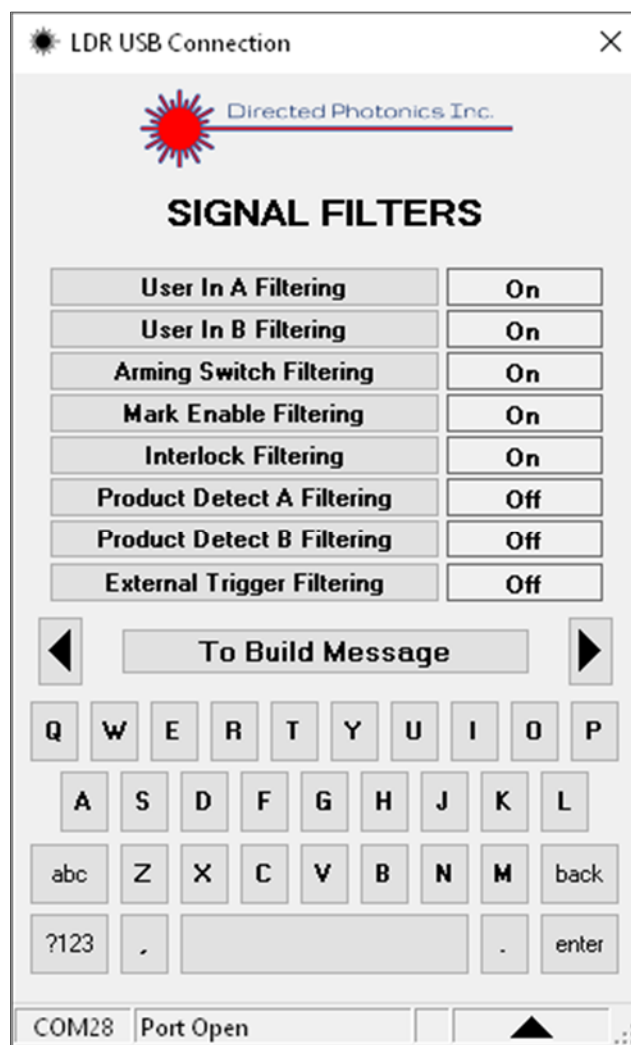 LDR USB Connection
Directed Photonics Inc.
SIGNAL FILTERS
User In A Filtering On
User In B Filtering On
Arming Switch Filtering On
Mark Enable Filtering On
Interlock Filtering On
Product Detect A Filtering Off
Product Detect B Filtering Off
External Trigger Filtering Off
To Build Message
Q W E R T Y U I O P
A S D F G H J K L
abc Z X C V B N M back
?123 , . enter
COM28 Port Open